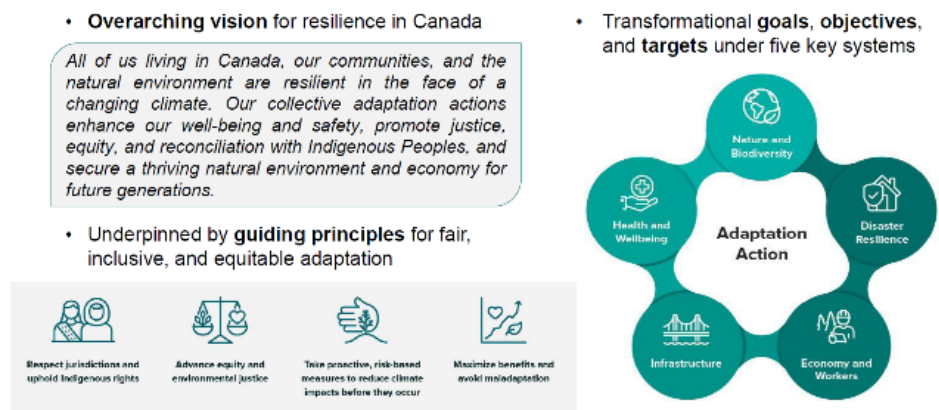 • Overarching vision for resilience in Canada
All of us living in Canada, our communities, and the
natural environment are resilient in the face of a
changing climate. Our collective adaptation actions
enhance our well-being and safety, promote justice,
equity, and reconciliation with Indigenous Peoples, and
secure a thriving natural environment and economy for
future generations.
• Underpinned by guiding principles for fair,
inclusive, and equitable adaptation
Respect jurisdictions and
uphold Indigenous rights
Advance equity and
environmental justice
Take proactive, risk-based
measures to reduce climate
impacts before they occur
Maximize benefits and
avoid maladaptation
• Transformational goals, objectives,
and targets under five key systems
Nature and
Biodiversity
Health and
Wellbeing
Adaptation
Action
Disaster
Resilience
Infrastructure
Economy and
Workers